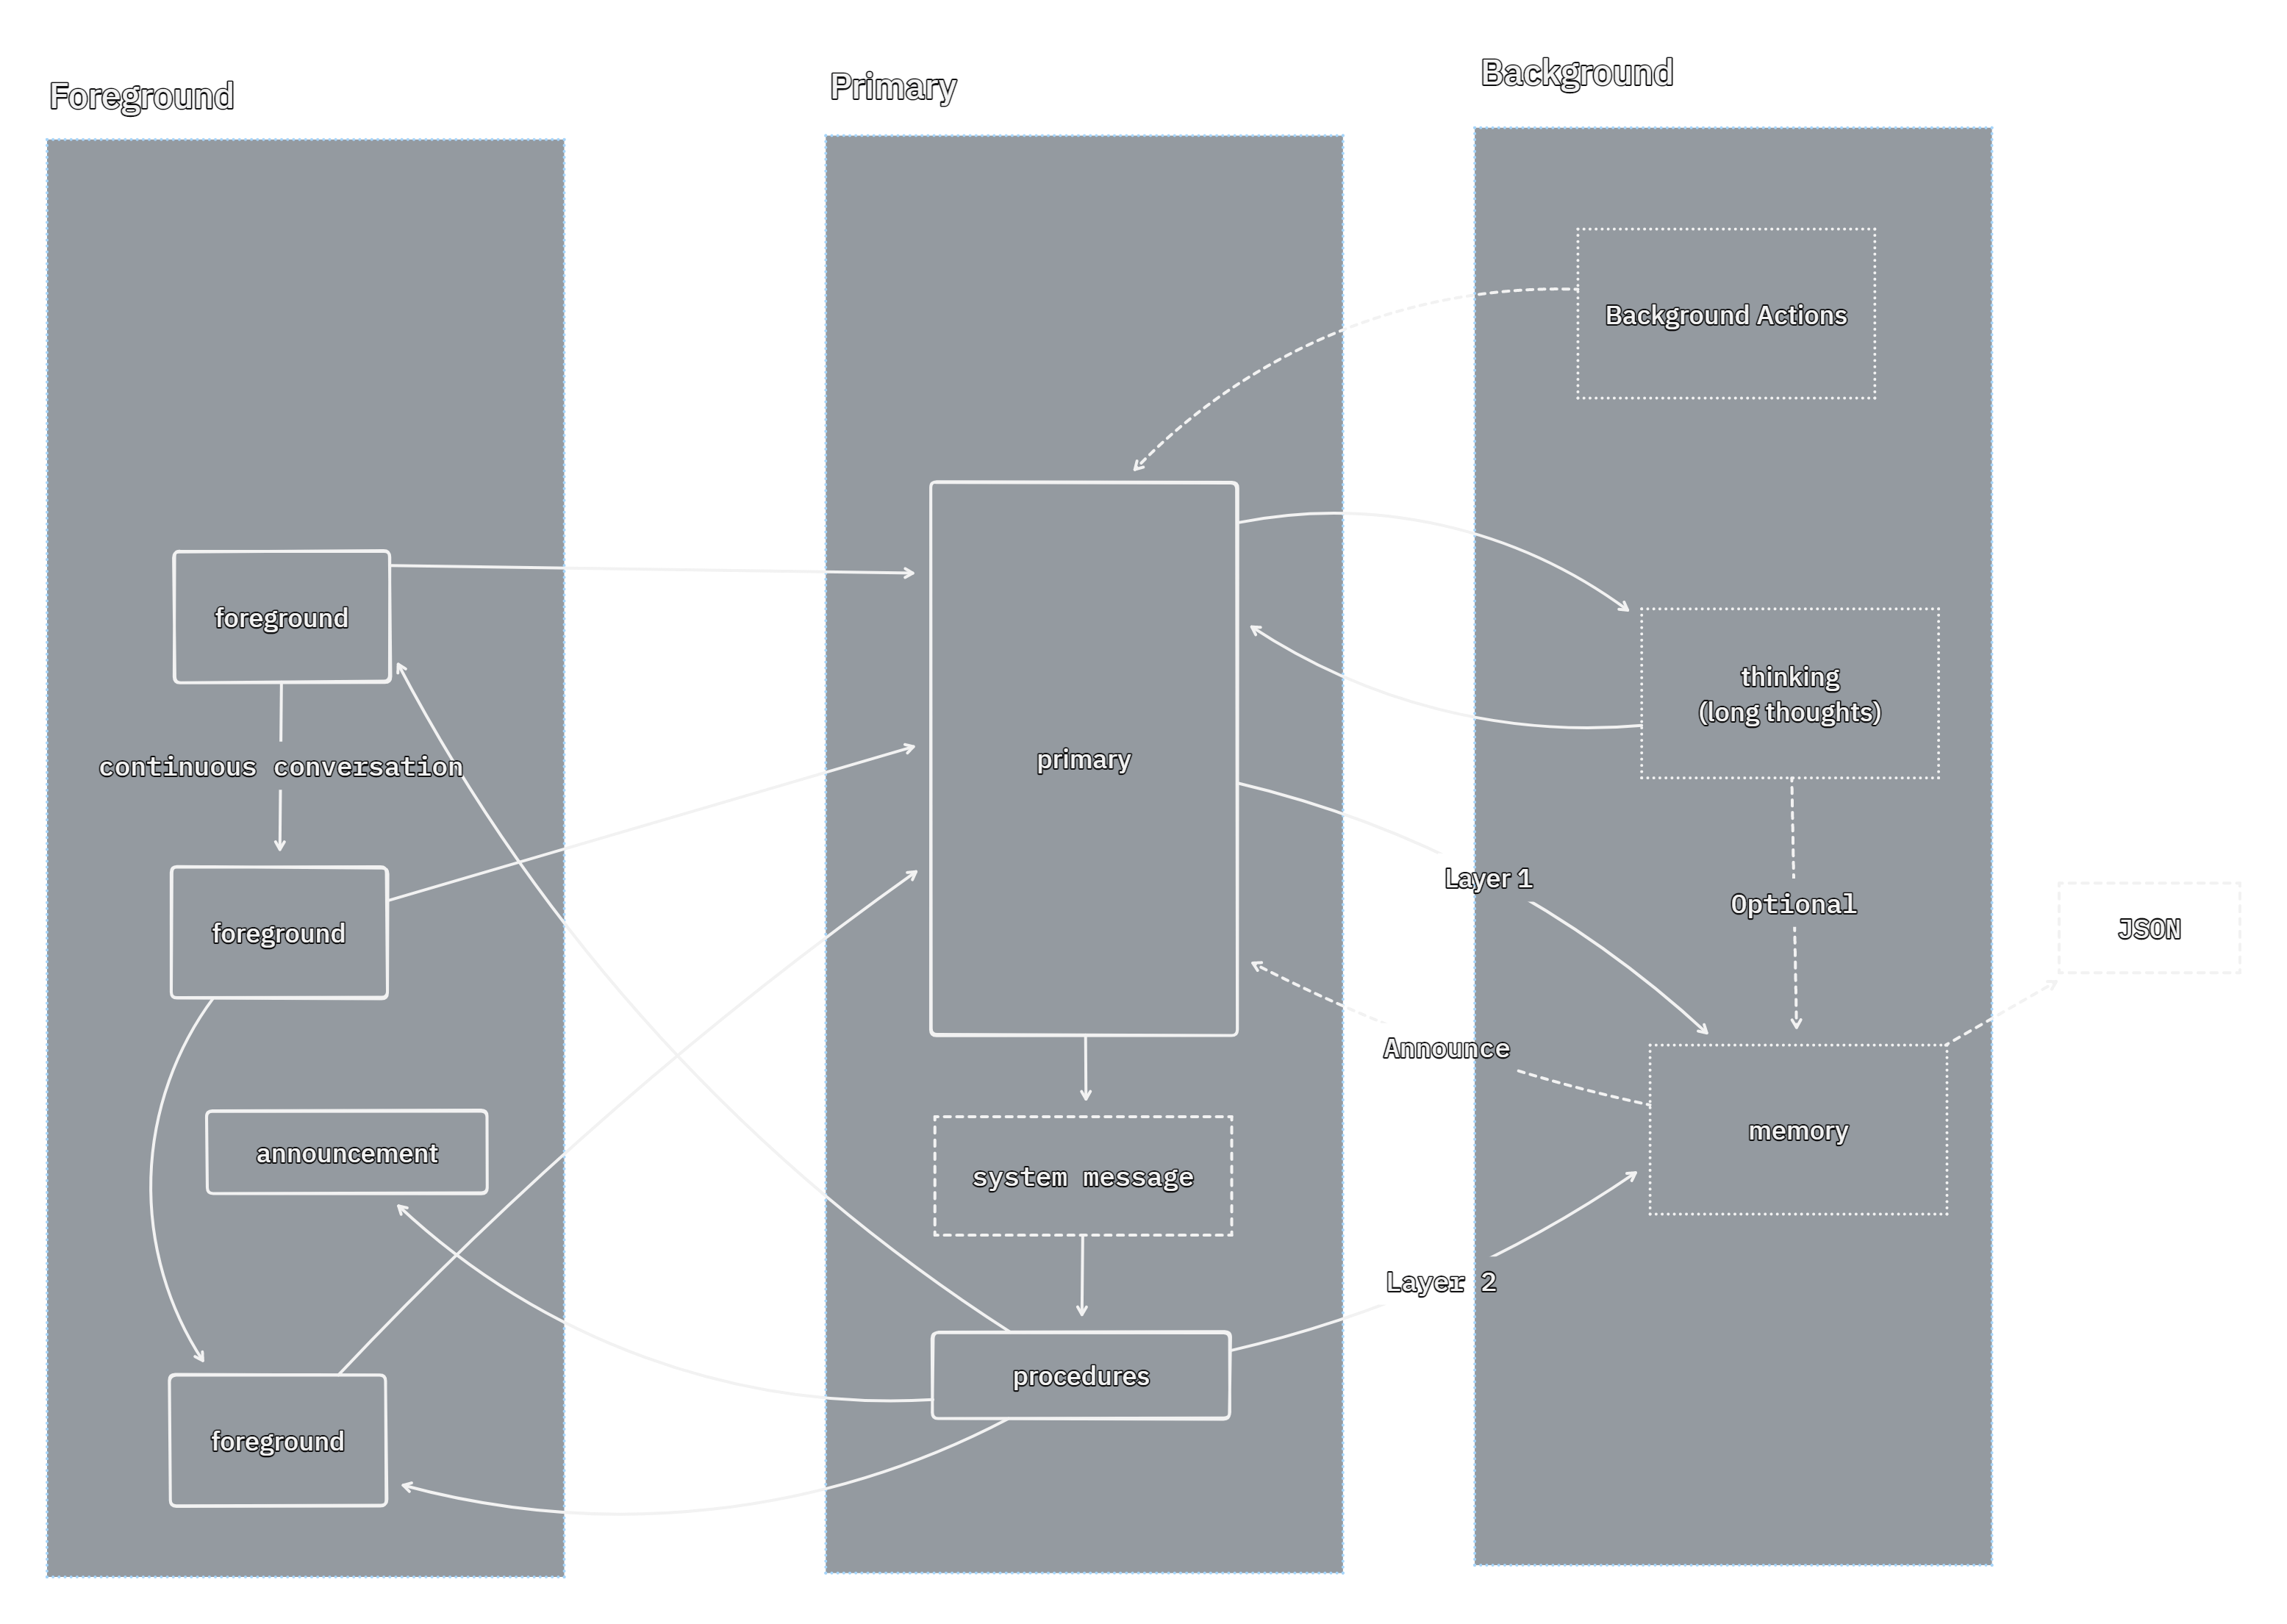 Foreground
Primary
Background
Background Actions
foreground
thinking
(long thoughts)
continuous conversation
primary
Layer 1
Optional
foreground
JSON
Announce
memory
announcement
system message
Layer 2
procedures
foreground